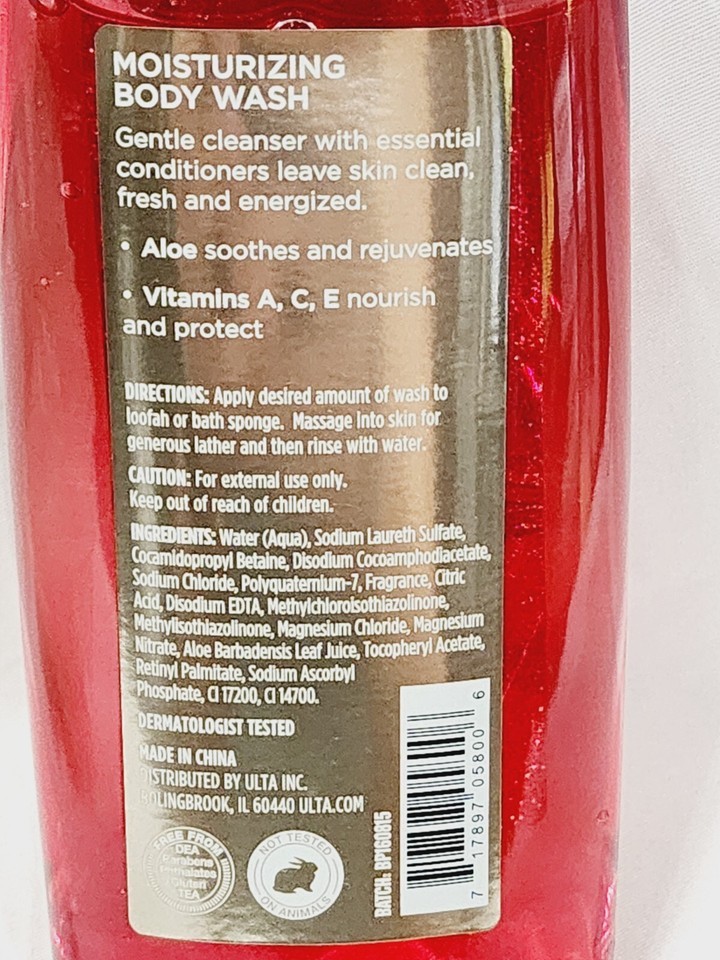 MOISTURIZING
BODY WASH
Gentle cleanser with essential
conditioners leave skin clean,
fresh and energized.
• Aloe soothes and rejuvenates
• Vitamins A, C, E nourish
and protect
DIRECTIONS: Apply desired amount of wash to
loofah or bath sponge. Massage into skin for
generous lather and then rinse with water.
CAUTION: For external use only.
Keep out of reach of children.
INGREDIENTS: Water (Aqua), Sodium Laureth Sulfate,
Cocamidopropyl Betaine, Disodium Cocoamphodiacetate,
Sodium Chloride, Polyquaternium-7, Fragrance, Citric
Acid, Disodium EDTA, Methylchloroisothiazolinone,
Methylisothiazolinone, Magnesium Chloride, Magnesium
Nitrate, Aloe Barbadensis Leaf Juice, Tocopheryl Acetate,
Retinyl Palmitate, Sodium Ascorbyl
Phosphate, CI 17200, CI 14700.
DERMATOLOGIST TESTED
MADE IN CHINA
DISTRIBUTED BY ULTA INC.
BOLINGBROOK, IL 60440 ULTA.COM
FREE FROM
DEA
Parabens
Phthalates
Gluten
TEA
NOT TESTED
ON ANIMALS
BATCH: BP160615
7 17897 05800 6